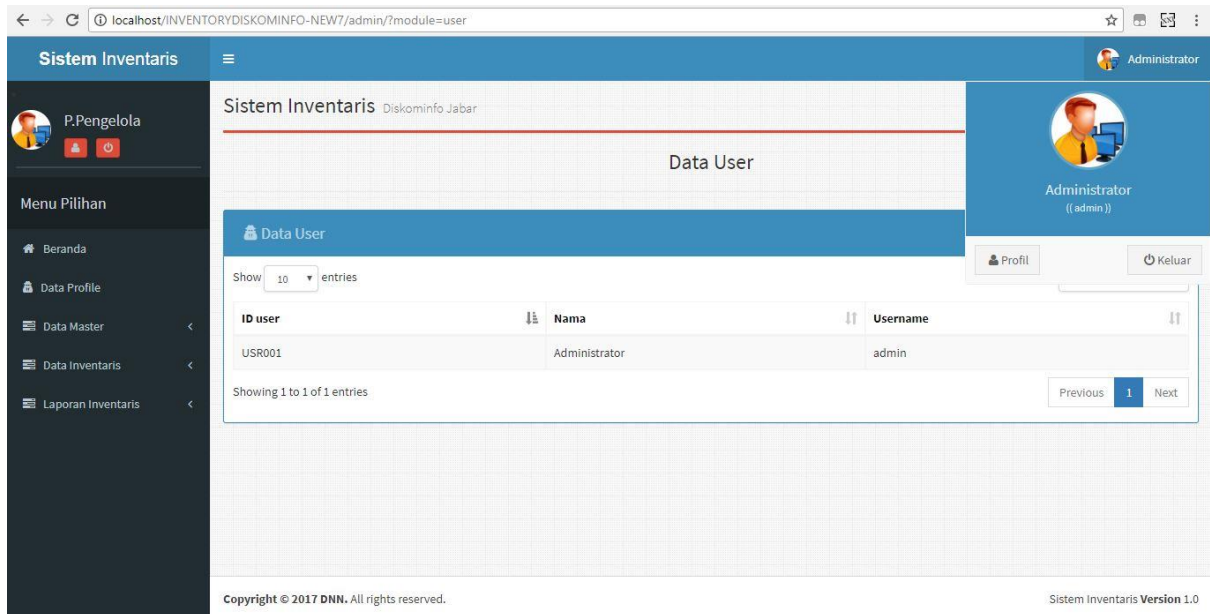 localhost/INVENTORYDISKOMINFO-NEW7/admin/?module=user
Sistem Inventaris
Administrator
P.Pengelola
Menu Pilihan
Beranda
Data Profile
Data Master
Data Inventaris
Laporan Inventaris
Sistem Inventaris Diskominfo Jabar
Data User
Administrator
(( admin ))
Profil
Keluar
Data User
Show 10 entries
ID user Nama Username
USR001 Administrator admin
Showing 1 to 1 of 1 entries
Previous 1 Next
Copyright © 2017 DNN. All rights reserved.
Sistem Inventaris Version 1.0